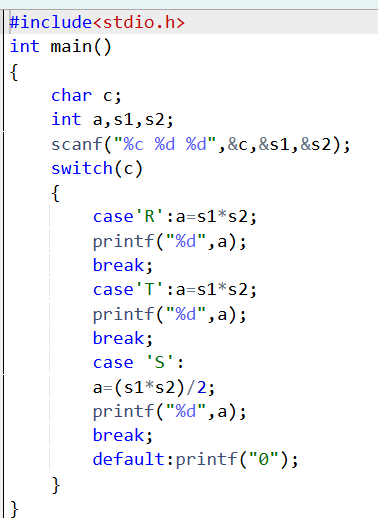 #include<stdio.h>
int main()
{
    char c;
    int a,s1,s2;
    scanf("%c %d %d",&c,&s1,&s2);
    switch(c)
    {
        case'R':a=s1*s2;
        printf("%d",a);
        break;
        case'T':a=s1*s2;
        printf("%d",a);
        break;
        case 'S':
        a=(s1*s2)/2;
        printf("%d",a);
        break;
        default:printf("0");
    }
}